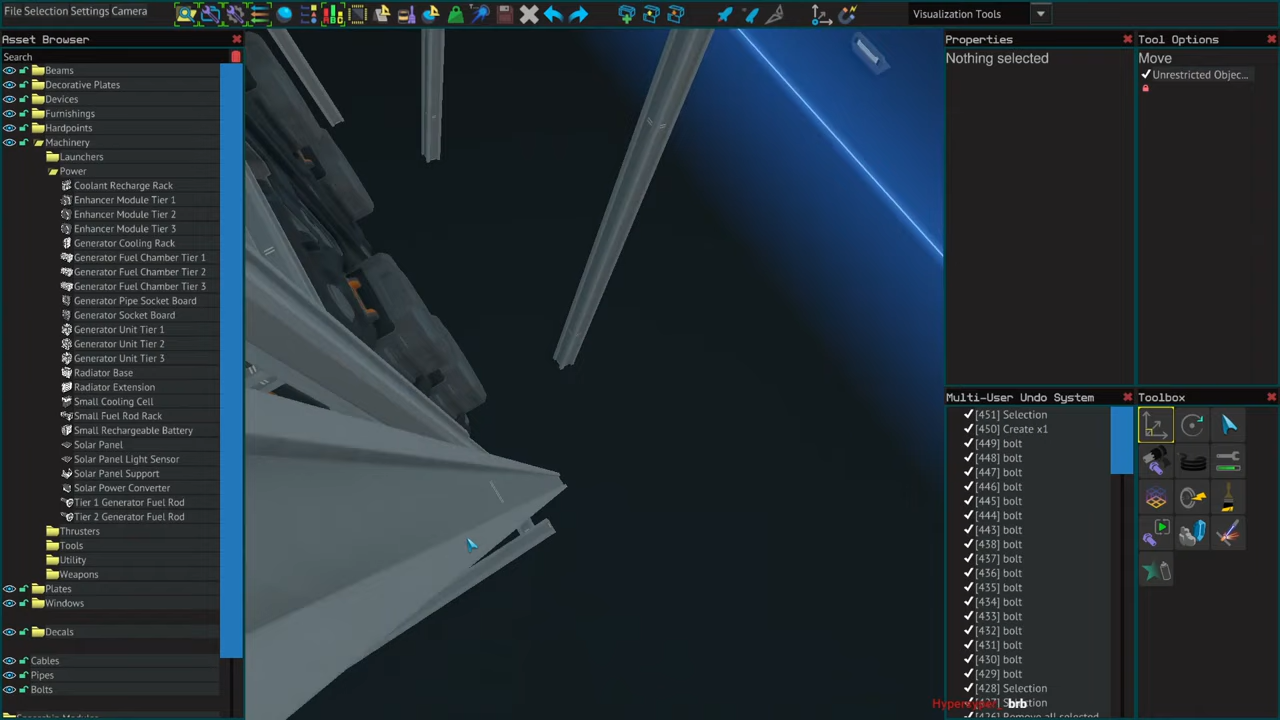 File Selection Settings Camera
Visualization Tools
Asset Browser
Search
Beams
Decorative Plates
Devices
Furnishings
Hardpoints
Machinery
Launchers
Power
Coolant Recharge Rack
Enhancer Module Tier 1
Enhancer Module Tier 2
Enhancer Module Tier 3
Generator Cooling Rack
Generator Fuel Chamber Tier 1
Generator Fuel Chamber Tier 2
Generator Fuel Chamber Tier 3
Generator Pipe Socket Board
Generator Socket Board
Generator Unit Tier 1
Generator Unit Tier 2
Generator Unit Tier 3
Radiator Base
Radiator Extension
Small Cooling Cell
Small Fuel Rod Rack
Small Rechargeable Battery
Solar Panel
Solar Panel Light Sensor
Solar Panel Support
Solar Power Converter
Tier 1 Generator Fuel Rod
Tier 2 Generator Fuel Rod
Thrusters
Tools
Utility
Weapons
Plates
Windows
Decals
Cables
Pipes
Bolts
Properties
Nothing selected
Tool Options
Move
Unrestricted Objec...
Multi-User Undo System
[451] Selection
[450] Create x1
[449] bolt
[448] bolt
[447] bolt
[446] bolt
[445] bolt
[444] bolt
[443] bolt
[438] bolt
[437] bolt
[436] bolt
[435] bolt
[434] bolt
[433] bolt
[432] bolt
[431] bolt
[430] bolt
[429] bolt
[428] Selection
brb
Toolbox